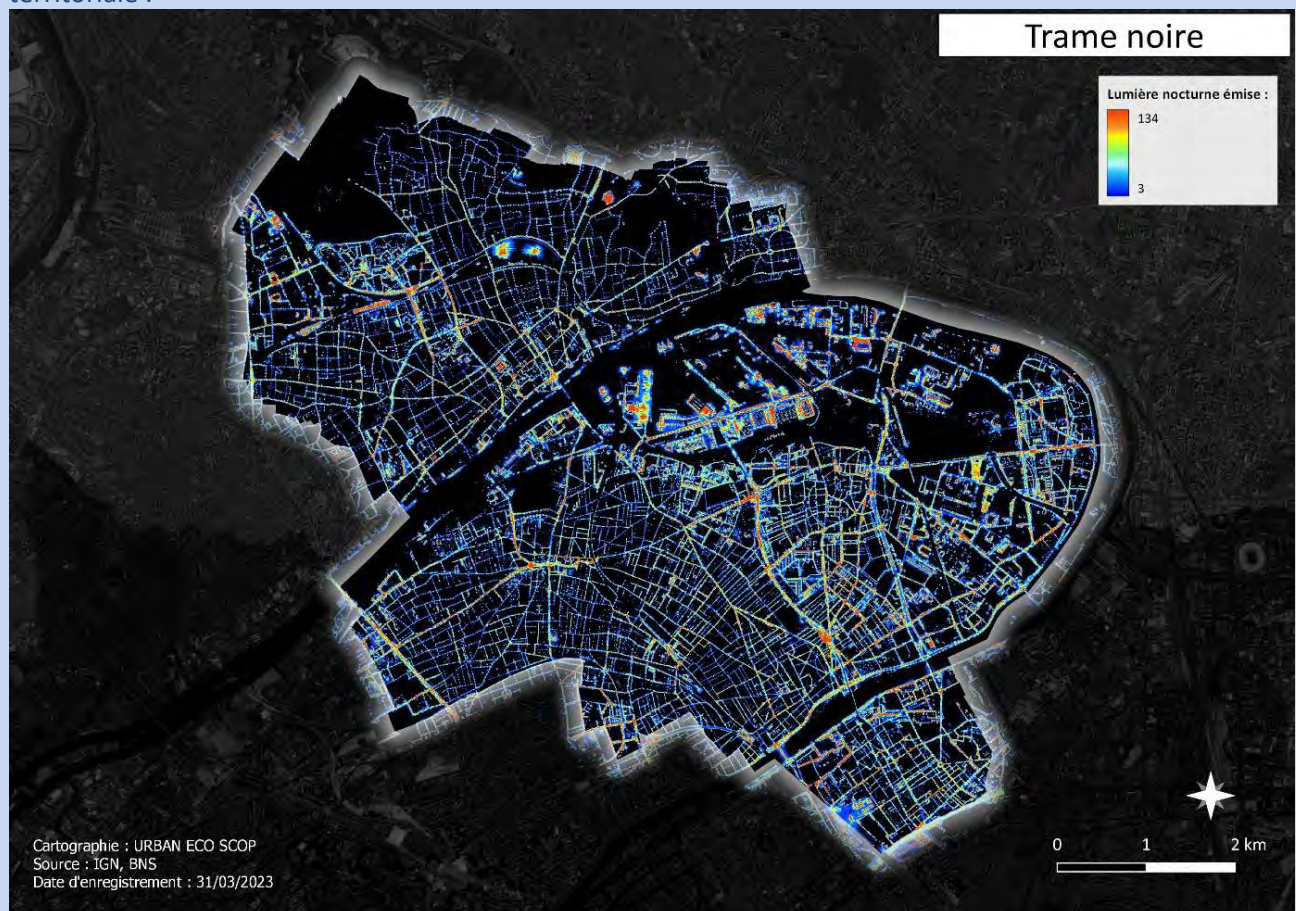 territoriale :
Trame noire
Lumière nocturne émise :
134
3
Cartographie : URBAN ECO SCOP
Source : IGN, BNS
Date d'enregistrement : 31/03/2023
0 1 2 km